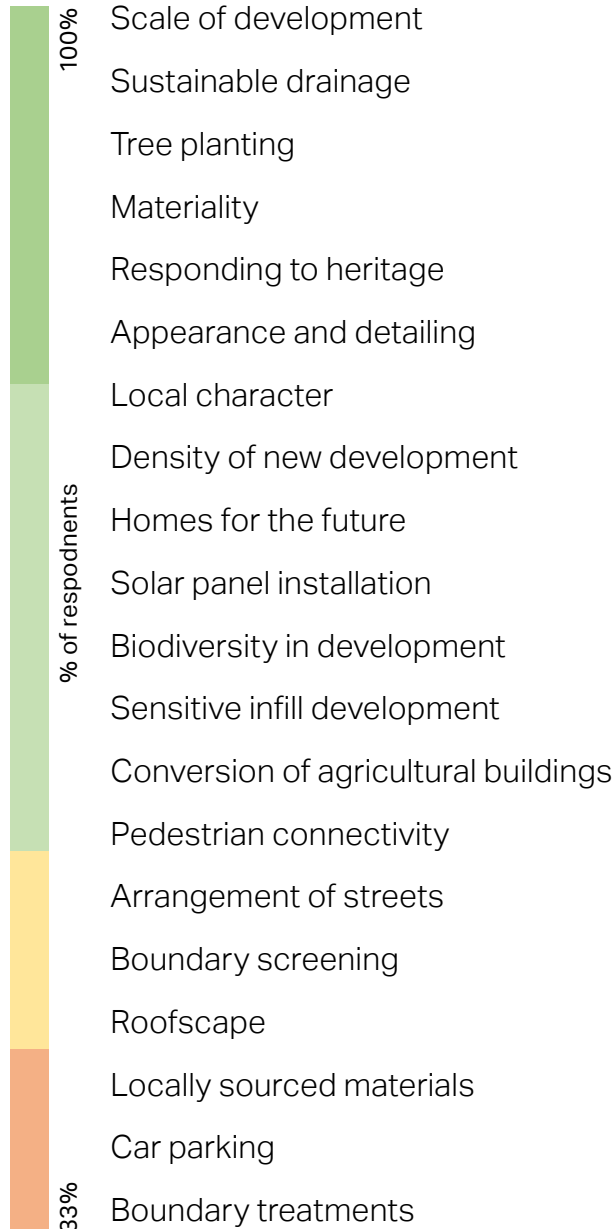 100%
Scale of development
Sustainable drainage
Tree planting
Materiality
Responding to heritage
Appearance and detailing
Local character
Density of new development
% of respodnents
Homes for the future
Solar panel installation
Biodiversity in development
Sensitive infill development
Conversion of agricultural buildings
Pedestrian connectivity
Arrangement of streets
Boundary screening
Roofscape
Locally sourced materials
Car parking
33%
Boundary treatments